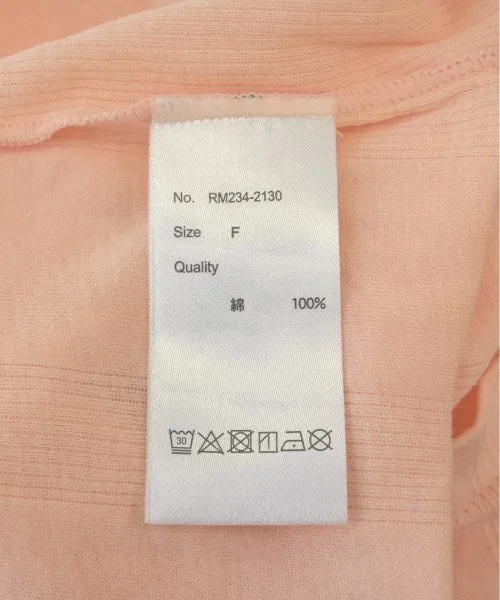 No. RM234-2130
Size F
Quality
綿 100%
30